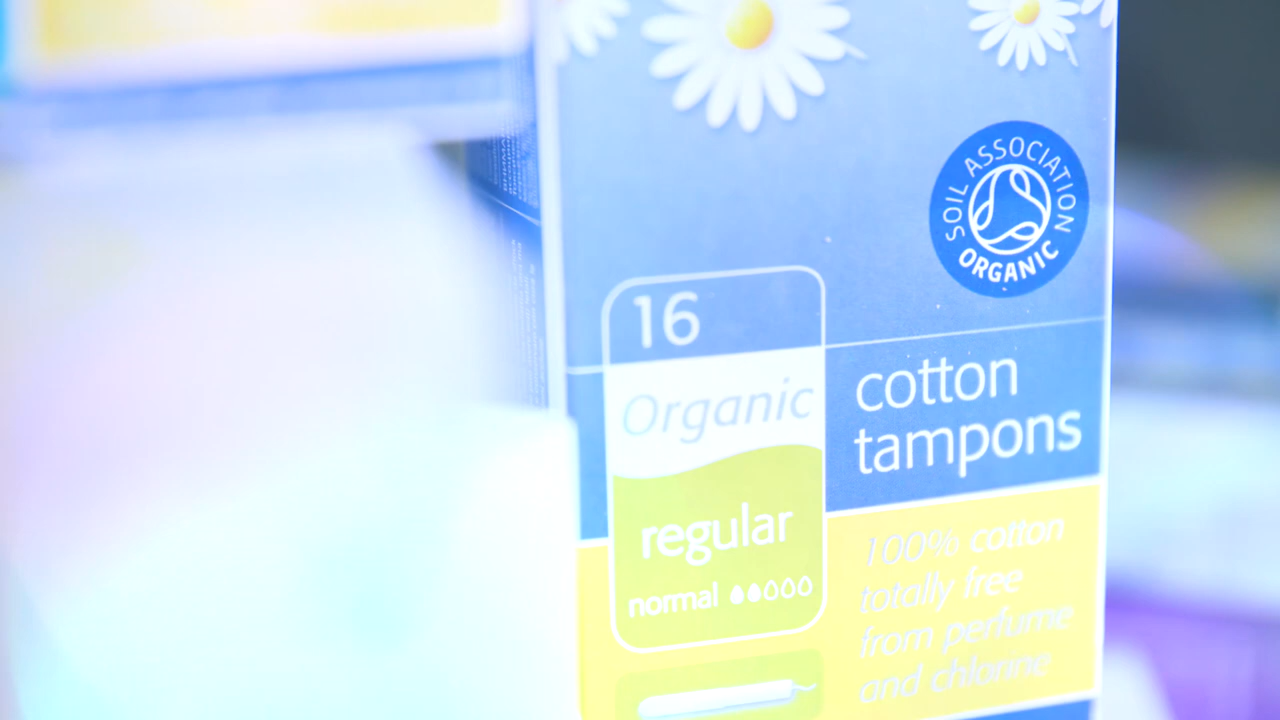 SOIL ASSOCIATION
ORGANIC
16
Organic
cotton
tampons
regular
normal
100% cotton
totally free
from perfume
and chlorine